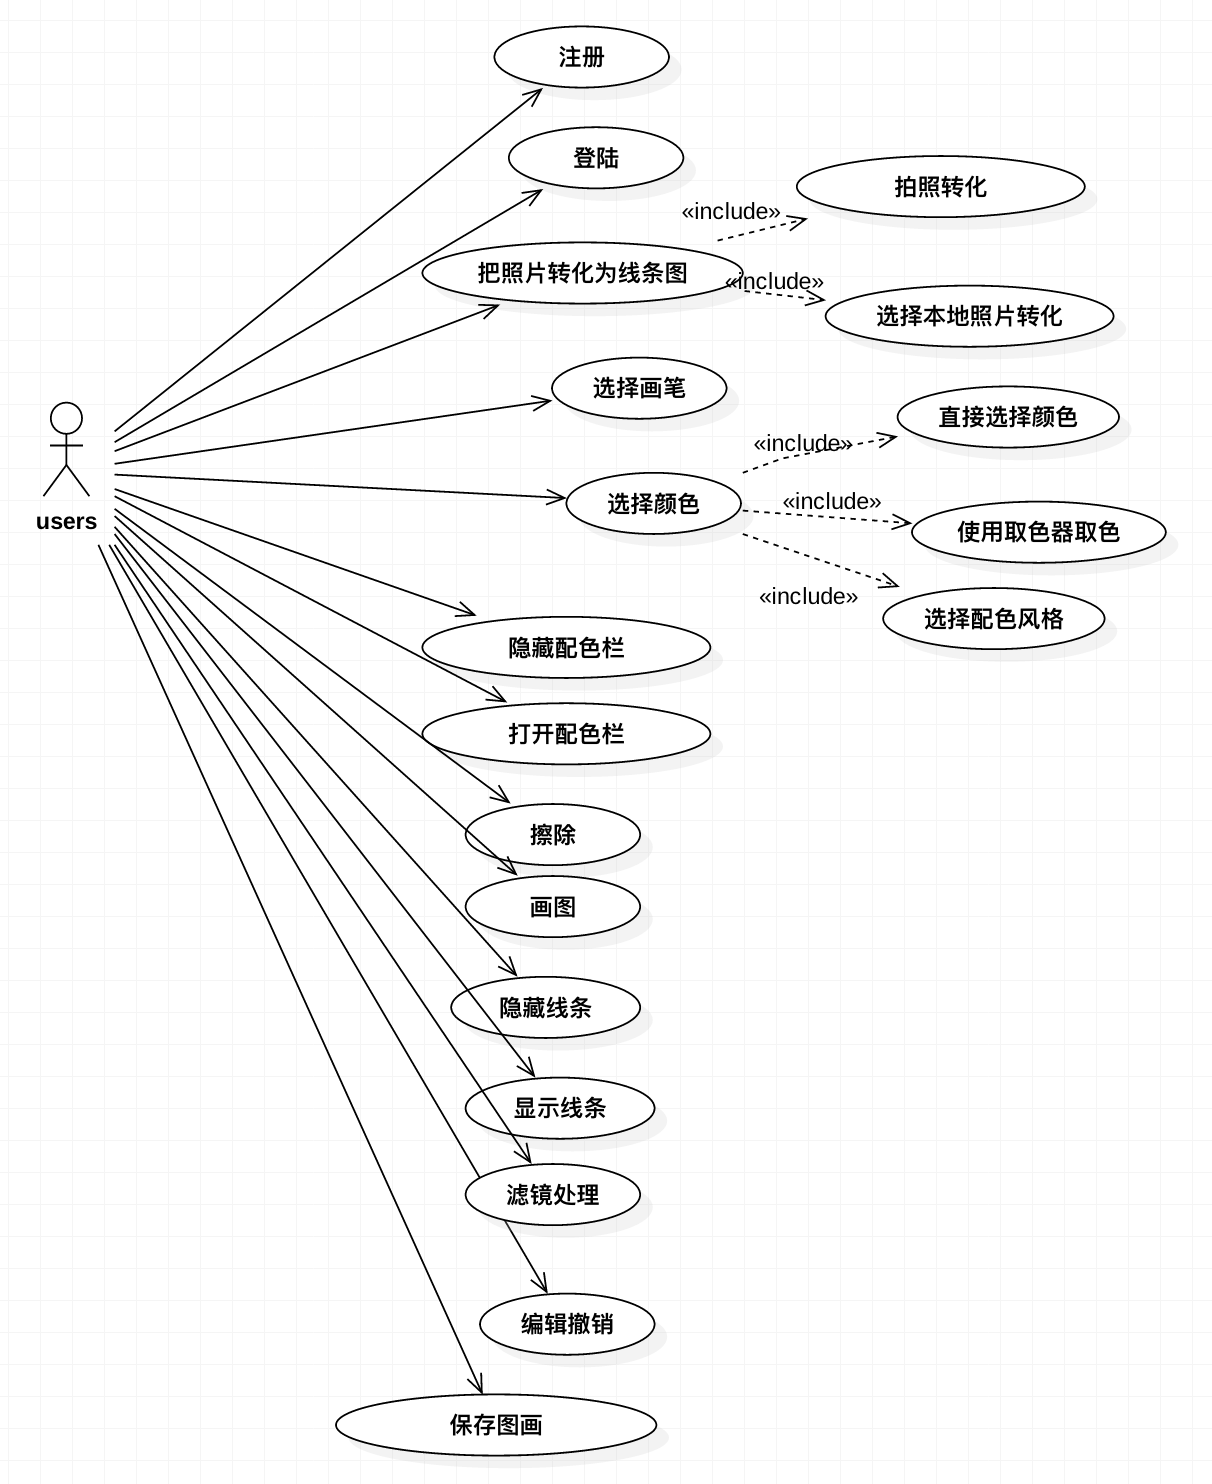 注册
登陆
拍照转化
«include»
把照片转化为线条图
«include»
选择本地照片转化
选择画笔
直接选择颜色
«include»
选择颜色
«include»
使用取色器取色
users
«include»
选择配色风格
隐藏配色栏
打开配色栏
擦除
画图
隐藏线条
显示线条
滤镜处理
编辑撤销
保存图画